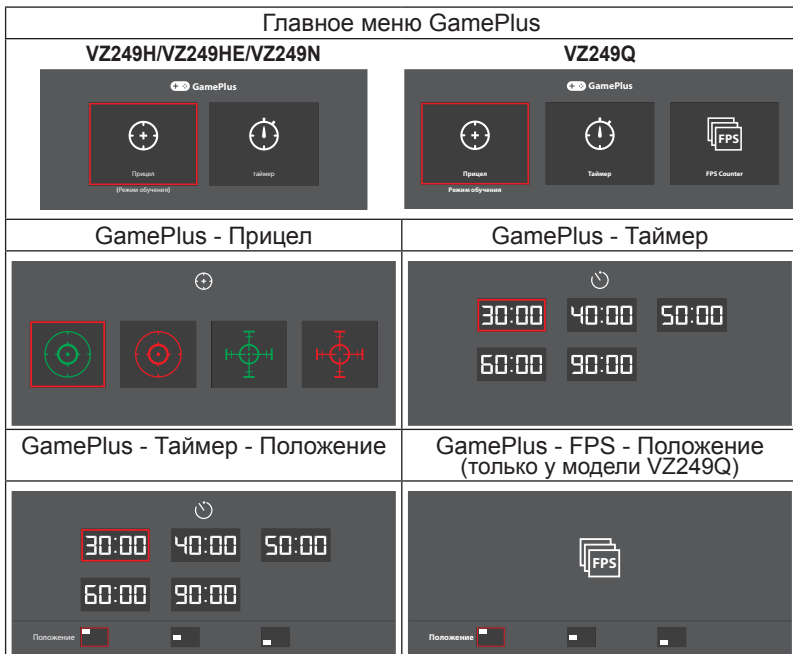 Главное меню GamePlus
VZ249H/VZ249HE/VZ249N
VZ249Q
GamePlus
Прицел
таймер
(Режим обучения)
GamePlus
Прицел
Таймер
FPS
FPS Counter
Режим обучения
GamePlus - Прицел
GamePlus - Таймер
30:00 40:00 50:00
60:00 90:00
GamePlus - Таймер - Положение
GamePlus - FPS - Положение
(только у модели VZ249Q)
30:00 40:00 50:00
60:00 90:00
Положение
FPS
Положение